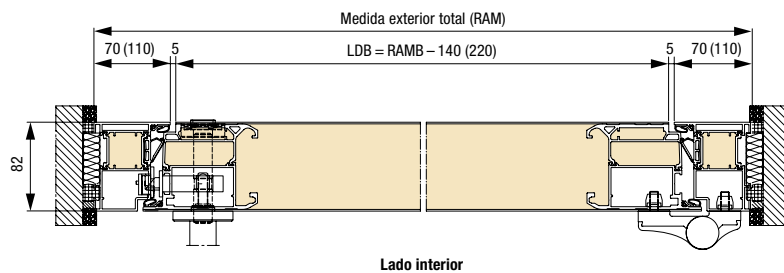 Medida exterior total (RAM)
70 (110)
5
LDB = RAMB – 140 (220)
5
70 (110)
82
Lado interior